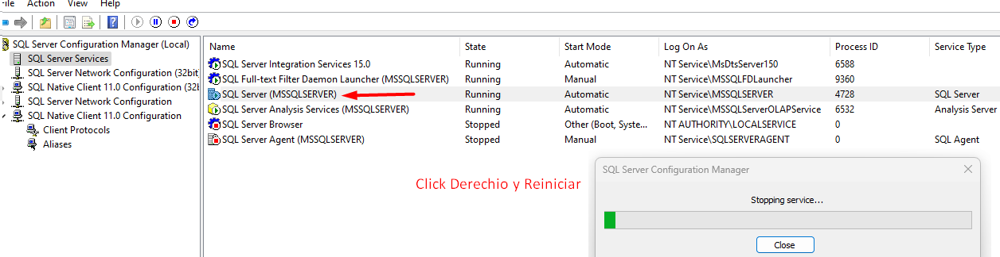 Action View Help
SQL Server Configuration Manager (Local)
SQL Server Services
SQL Server Network Configuration (32bit
SQL Native Client 11.0 Configuration (32b
SQL Server Network Configuration
SQL Native Client 11.0 Configuration
Client Protocols
Aliases
Name State Start Mode Log On As Process ID Service Type
SQL Server Integration Services 15.0 Running Automatic NT Service\MsDtsServer150 6588
SQL Full-text Filter Daemon Launcher (MSSQLSERVER) Running Manual NT Service\MSSQLFDLauncher 9360
SQL Server (MSSQLSERVER) Running Automatic NT Service\MSSQLSERVER 4728 SQL Server
SQL Server Analysis Services (MSSQLSERVER) Running Automatic NT Service\MSSQLServerOLAPService 6532 Analysis Server
SQL Server Browser Stopped Other (Boot, Syste... NT AUTHORITY\LOCALSERVICE 0
SQL Server Agent (MSSQLSERVER) Stopped Manual NT Service\SQLSERVERAGENT 0 SQL Agent
Click Derechio y Reiniciar
SQL Server Configuration Manager
Stopping service...
Close